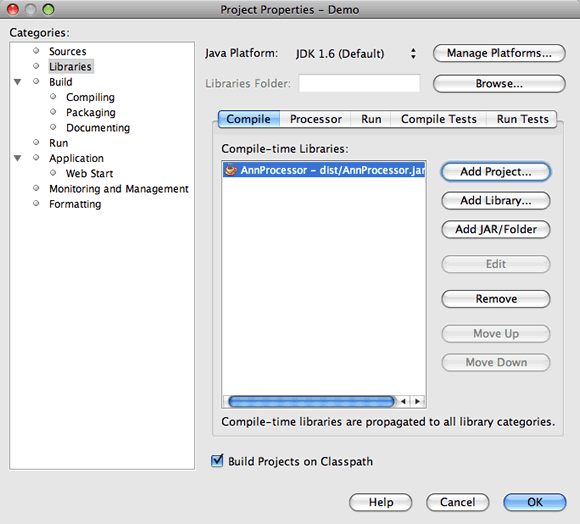 Project Properties – Demo
Categories:
Sources
Libraries
Build
Compiling
Packaging
Documenting
Run
Application
Web Start
Monitoring and Management
Formatting
Java Platform: JDK 1.6 (Default) Manage Platforms...
Libraries Folder: Browse...
Compile Processor Run Compile Tests Run Tests
Compile-time Libraries:
AnnProcessor – dist/AnnProcessor.jar
Add Project...
Add Library...
Add JAR/Folder
Edit
Remove
Move Up
Move Down
Compile-time libraries are propagated to all library categories.
Build Projects on Classpath
Help Cancel OK